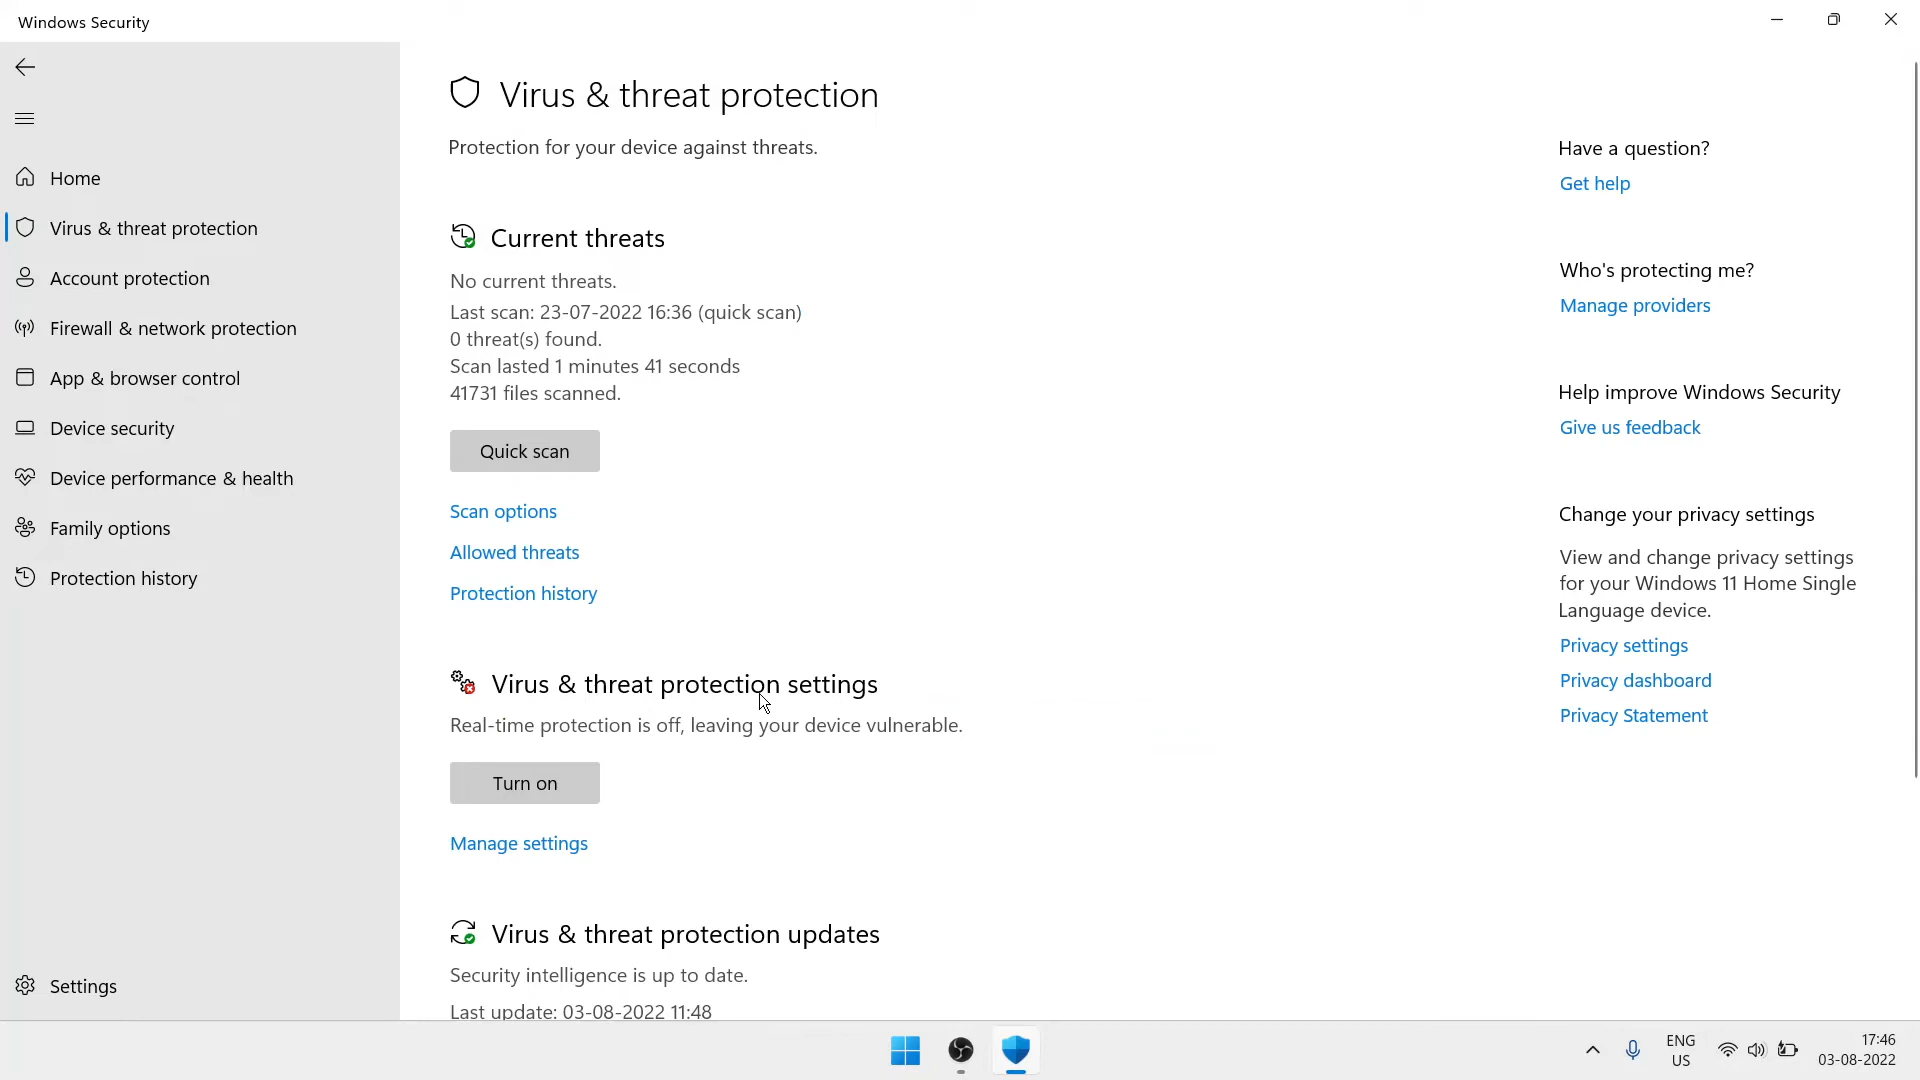 Windows Security
Home
Virus & threat protection
Account protection
Firewall & network protection
App & browser control
Device security
Device performance & health
Family options
Protection history
Settings
Virus & threat protection
Protection for your device against threats.
Current threats
No current threats.
Last scan: 23-07-2022 16:36 (quick scan)
0 threat(s) found.
Scan lasted 1 minutes 41 seconds
41731 files scanned.
Quick scan
Scan options
Allowed threats
Protection history
Virus & threat protection settings
Real-time protection is off, leaving your device vulnerable.
Turn on
Manage settings
Virus & threat protection updates
Security intelligence is up to date.
Last update: 03-08-2022 11:48
Have a question?
Get help
Who's protecting me?
Manage providers
Help improve Windows Security
Give us feedback
Change your privacy settings
View and change privacy settings
for your Windows 11 Home Single
Language device.
Privacy settings
Privacy dashboard
Privacy Statement
ENG
US
17:46
03-08-2022